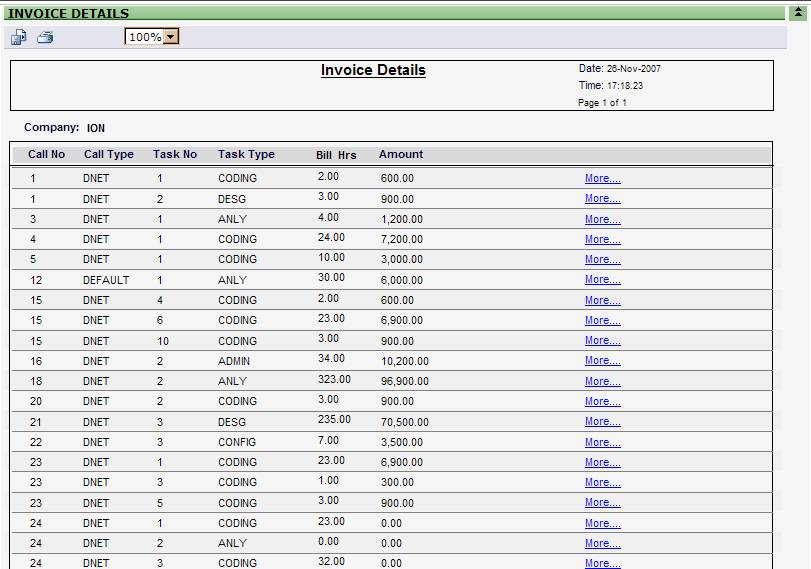 INVOICE DETAILS
100%
Invoice Details
Date: 26-Nov-2007
Time: 17:18.23
Page 1 of 1
Company: ION
Call No Call Type Task No Task Type Bill Hrs Amount
1 DNET 1 CODING 2.00 600.00 More....
1 DNET 2 DESG 3.00 900.00 More....
3 DNET 1 ANLY 4.00 1,200.00 More....
4 DNET 1 CODING 24.00 7,200.00 More....
5 DNET 1 CODING 10.00 3,000.00 More....
12 DEFAULT 1 ANLY 30.00 6,000.00 More....
15 DNET 4 CODING 2.00 600.00 More....
15 DNET 6 CODING 23.00 6,900.00 More....
15 DNET 10 CODING 3.00 900.00 More....
16 DNET 2 ADMIN 34.00 10,200.00 More....
18 DNET 2 ANLY 323.00 96,900.00 More....
20 DNET 2 CODING 3.00 900.00 More....
21 DNET 3 DESG 235.00 70,500.00 More....
22 DNET 3 CONFIG 7.00 3,500.00 More....
23 DNET 1 CODING 23.00 6,900.00 More....
23 DNET 3 CODING 1.00 300.00 More....
23 DNET 5 CODING 3.00 900.00 More....
24 DNET 1 CODING 23.00 0.00 More....
24 DNET 2 ANLY 0.00 0.00 More....
24 DNET 3 CODING 32.00 0.00 More....